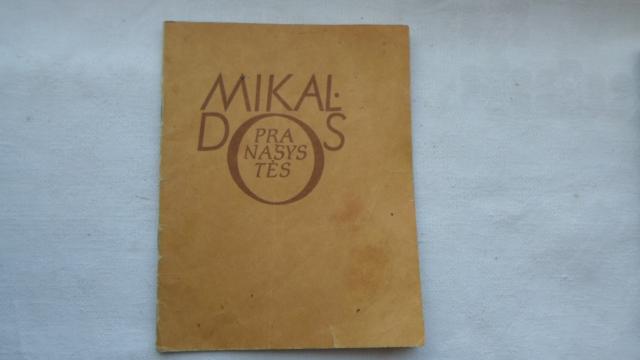 MIKAL·
DOS
PRA
NAŠYS
TĖS